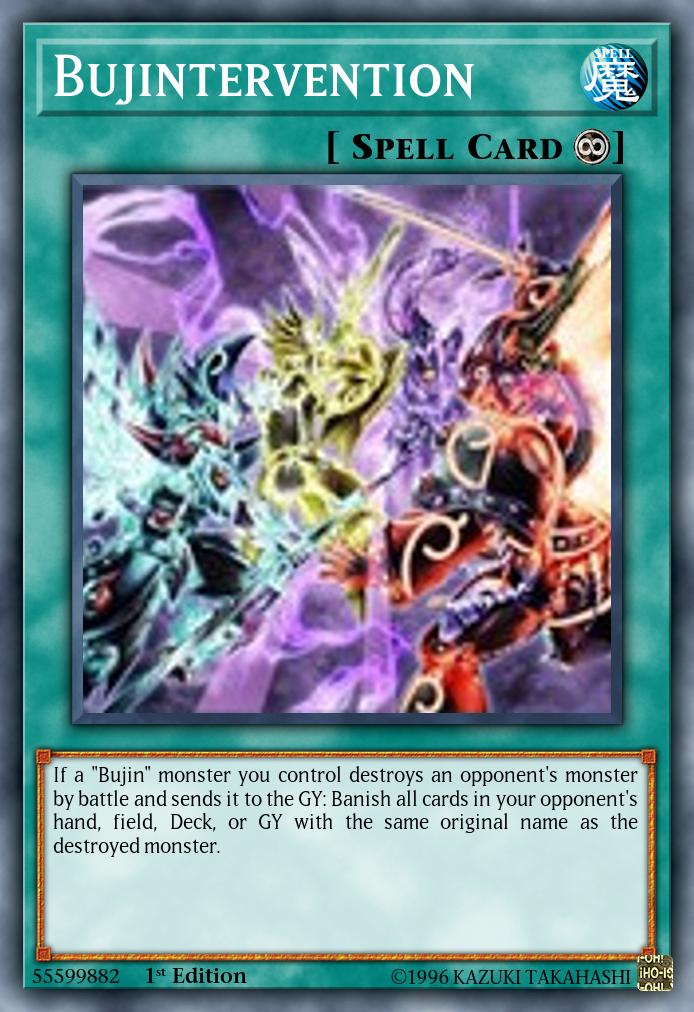 Bujintervention
SPELL
魔
[ Spell Card ♾]
If a "Bujin" monster you control destroys an opponent's monster
by battle and sends it to the GY: Banish all cards in your opponent's
hand, field, Deck, or GY with the same original name as the
destroyed monster.
55599882 1st Edition ©1996 KAZUKI TAKAHASHI